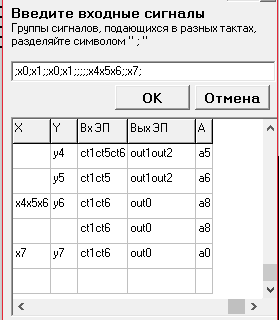 Введите входные сигналы
Группы сигналов, подающихся в разных тактах,
разделяйте символом " ; "
;x0;x1;;x0;x1;;;;;x4x5x6;;x7;
OK Отмена
X Y Вх ЭП Вых ЭП A
y4 ct1ct5ct6 out1out2 a5
y5 ct1ct5 out1out2 a6
x4x5x6 y6 ct1ct6 out0 a8
ct1ct6 out0 a8
x7 y7 ct1ct6 out0 a0